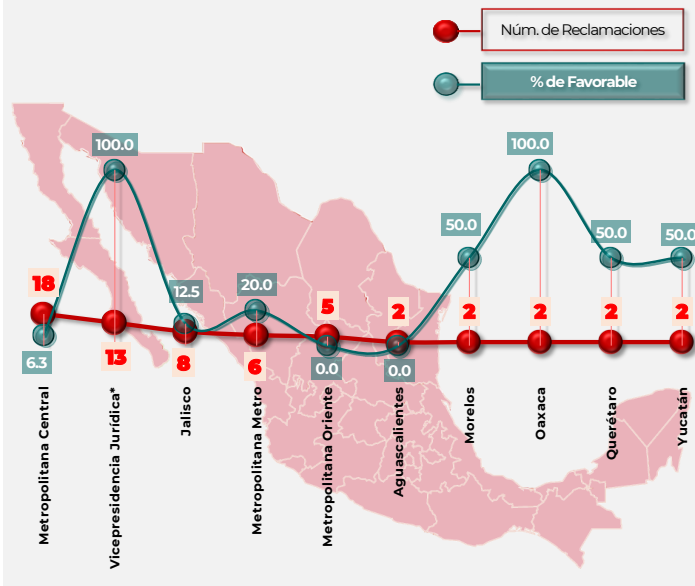 Núm. de Reclamaciones
% de Favorable
100.0
100.0
50.0
50.0
50.0
18
12.5
20.0
5
2
2
2
2
2
6.3
13
8
6
0.0
0.0
Metropolitana Central
Vicepresidencia Jurídica*
Jalisco
Metropolitana Metro
Metropolitana Oriente
Aguascalientes
Morelos
Oaxaca
Querétaro
Yucatán